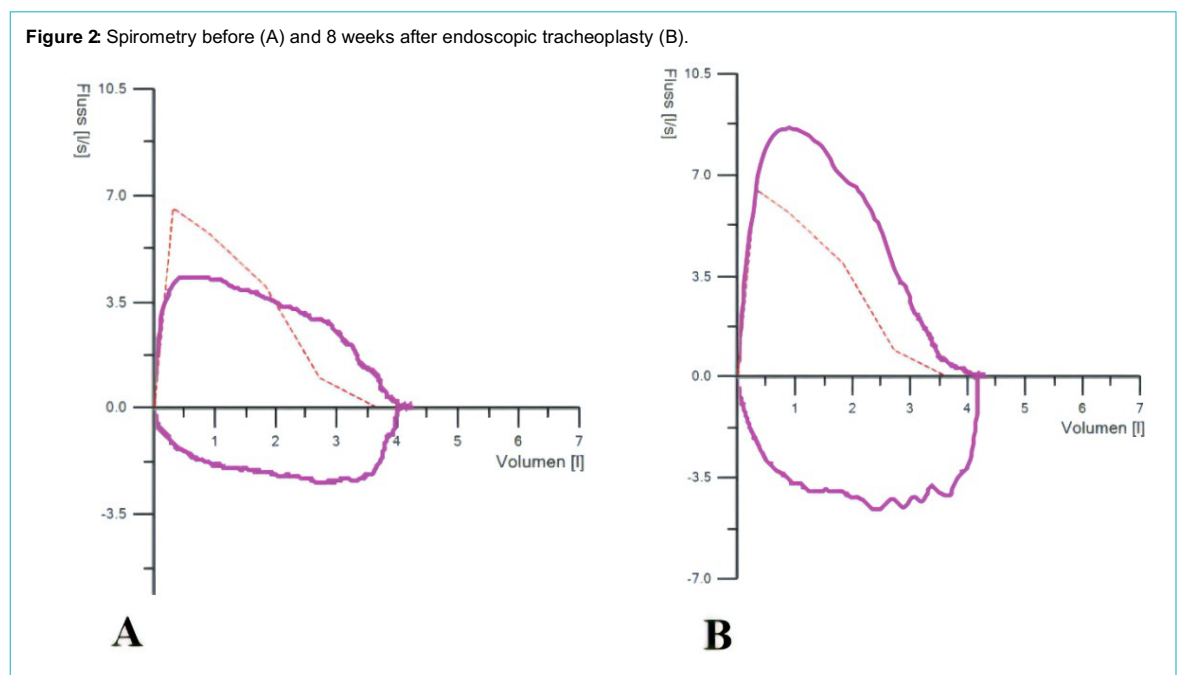 Figure 2: Spirometry before (A) and 8 weeks after endoscopic tracheoplasty (B).
Fluss [l/s]
10.5
7.0
3.5
0.0
-3.5
1 2 3 4 5 6 7
Volumen [l]
A
Fluss [l/s]
10.5
7.0
3.5
0.0
-3.5
-7.0
1 2 3 4 5 6 7
Volumen [l]
B